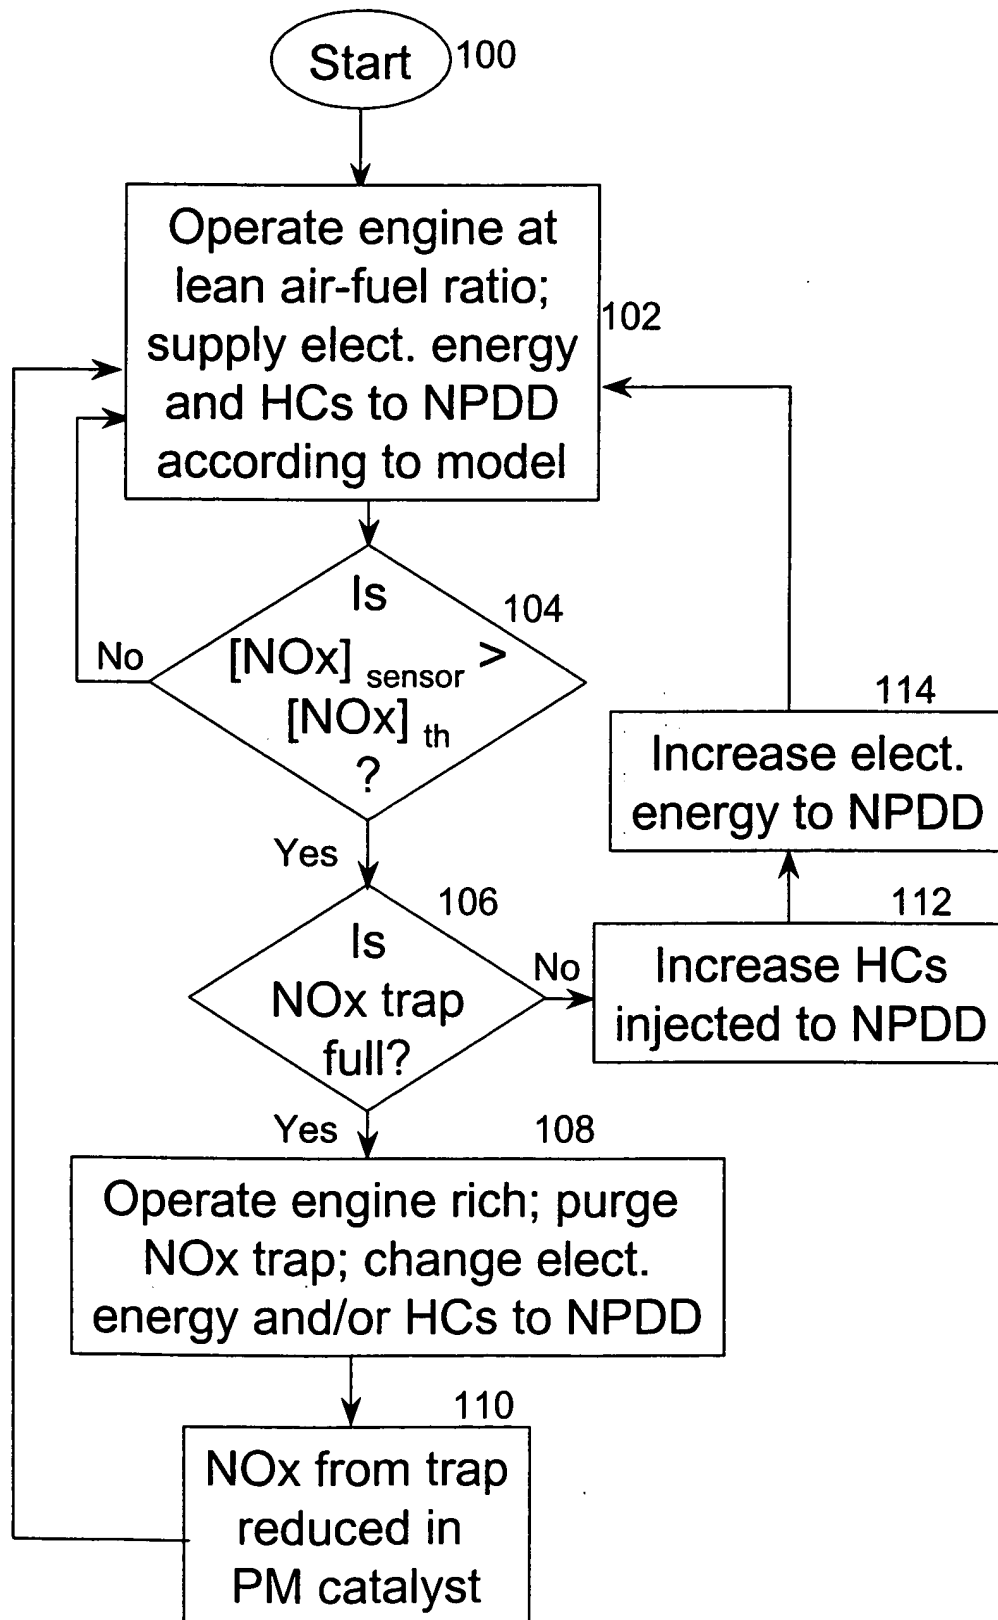 Start
100
Operate engine at
lean air-fuel ratio;
supply elect. energy
and HCs to NPDD
according to model
102
Is
[NOx] sensor >
[NOx] th
?
104
No
Yes
Is
NOx trap
full?
106
No
Increase HCs
injected to NPDD
112
Increase elect.
energy to NPDD
114
Yes
Operate engine rich; purge
NOx trap; change elect.
energy and/or HCs to NPDD
108
NOx from trap
reduced in
PM catalyst
110